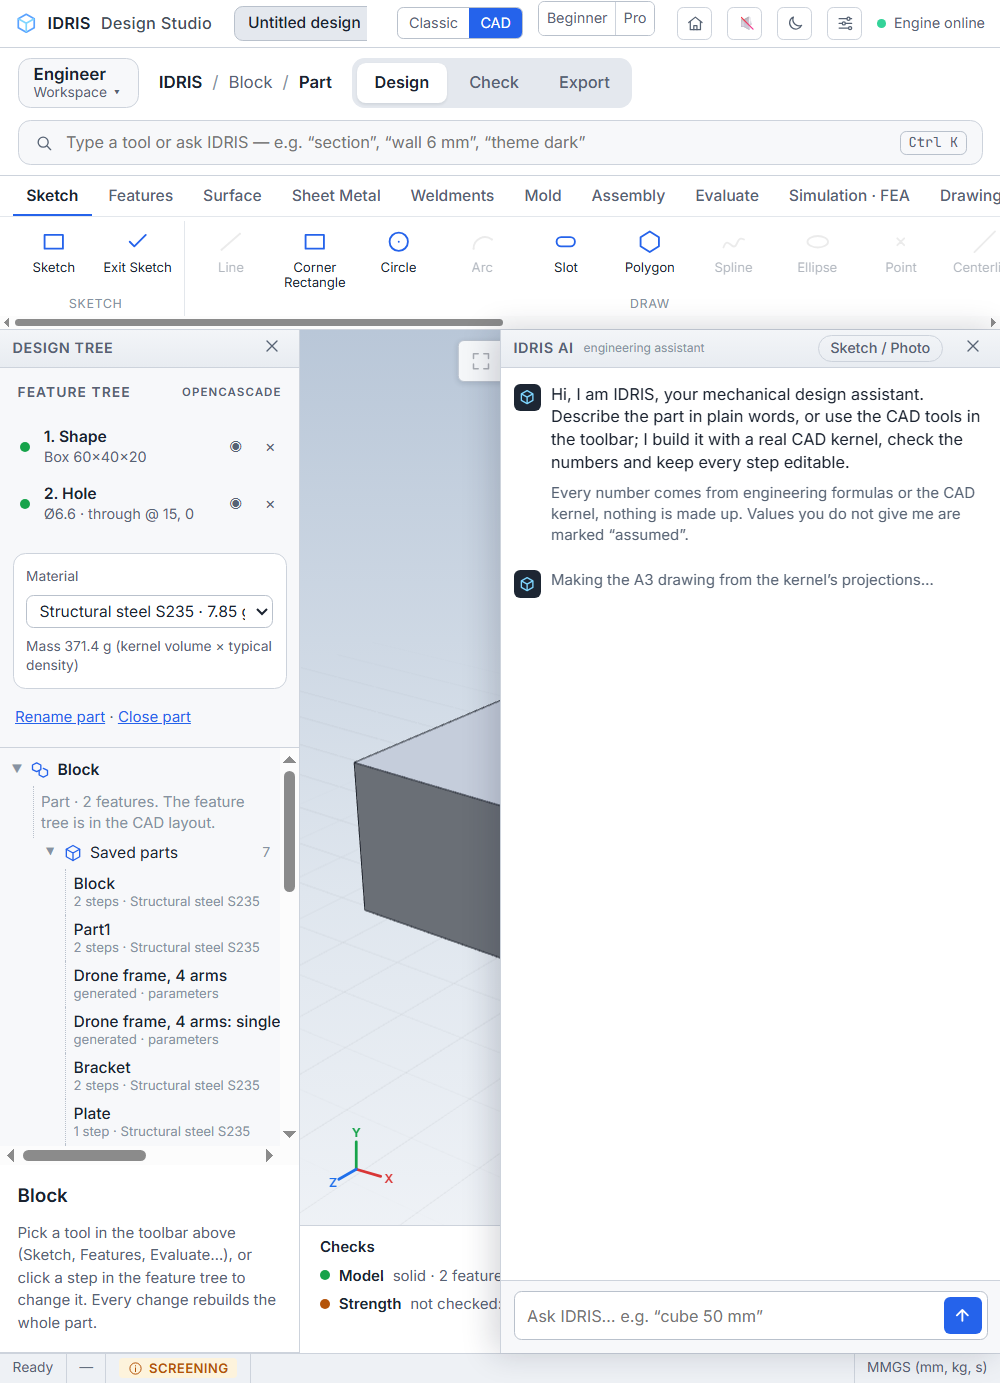 IDRIS Design Studio Untitled design Classic CAD Beginner Pro Engine online
Engineer
Workspace ▾
IDRIS / Block / Part Design Check Export
Type a tool or ask IDRIS — e.g. “section”, “wall 6 mm”, “theme dark” Ctrl K
Sketch Features Surface Sheet Metal Weldments Mold Assembly Evaluate Simulation · FEA Drawing
Sketch Exit Sketch Line Corner Rectangle Circle Arc Slot Polygon Spline Ellipse Point Centerli
SKETCH DRAW
DESIGN TREE
FEATURE TREE OPENCASCADE
1. Shape
Box 60×40×20
2. Hole
Ø6.6 · through @ 15, 0
Material
Structural steel S235 · 7.85 g
Mass 371.4 g (kernel volume × typical
density)
Rename part · Close part
Block
Part · 2 features. The feature
tree is in the CAD layout.
Saved parts 7
Block
2 steps · Structural steel S235
Part1
2 steps · Structural steel S235
Drone frame, 4 arms
generated · parameters
Drone frame, 4 arms: single
generated · parameters
Bracket
2 steps · Structural steel S235
Plate
1 step · Structural steel S235
Block
Pick a tool in the toolbar above
(Sketch, Features, Evaluate...), or
click a step in the feature tree to
change it. Every change rebuilds the
whole part.
Y
Z X
Checks
Model solid · 2 feature
Strength not checked:
IDRIS AI engineering assistant Sketch / Photo
Hi, I am IDRIS, your mechanical design assistant.
Describe the part in plain words, or use the CAD tools in
the toolbar; I build it with a real CAD kernel, check the
numbers and keep every step editable.
Every number comes from engineering formulas or the CAD
kernel, nothing is made up. Values you do not give me are
marked “assumed”.
Making the A3 drawing from the kernel’s projections...
Ask IDRIS... e.g. “cube 50 mm”
Ready — SCREENING MMGS (mm, kg, s)